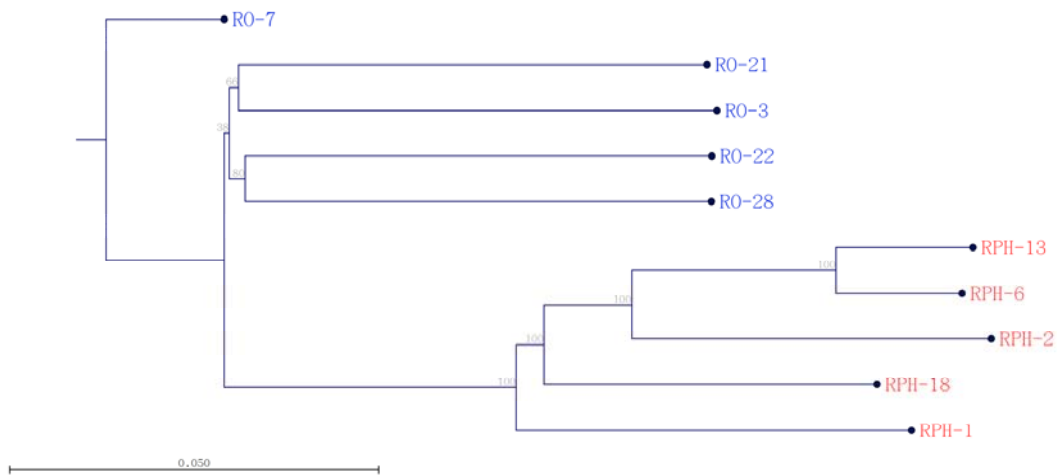 RO-7
RO-21
66
RO-3
38
RO-22
80
RO-28
RPH-13
100
RPH-6
100
RPH-2
100
RPH-18
100
RPH-1
0.050